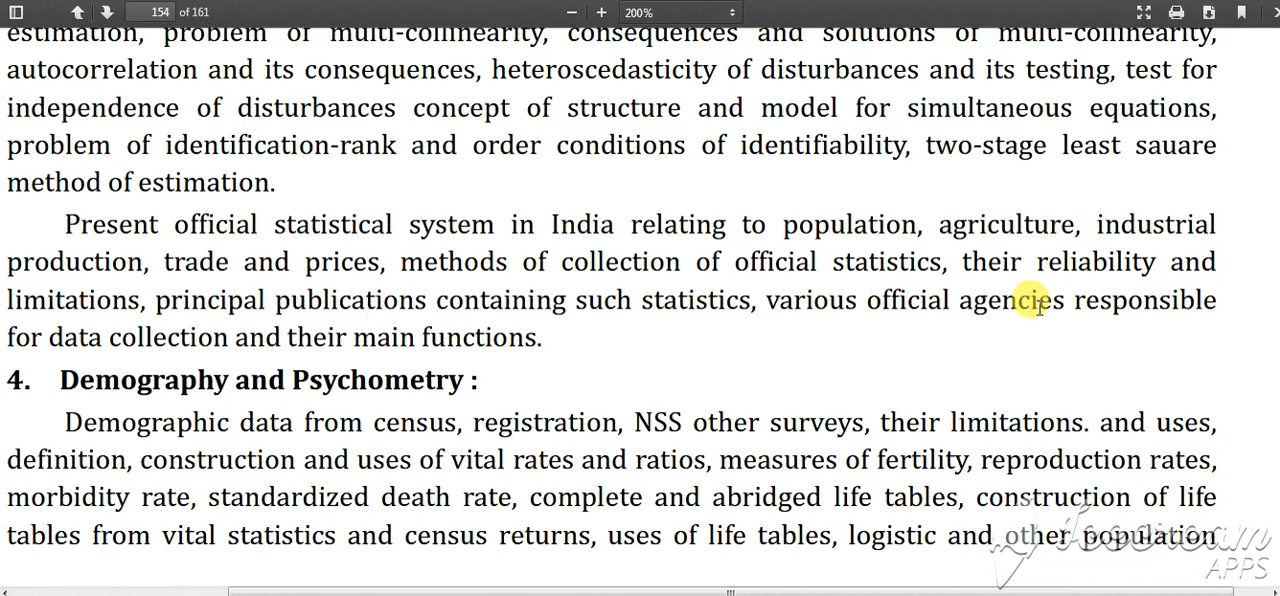 154 of 161
200%
estimation, problem of multi-collinearity, consequences and solutions of multi-collinearity,
autocorrelation and its consequences, heteroscedasticity of disturbances and its testing, test for
independence of disturbances concept of structure and model for simultaneous equations,
problem of identification-rank and order conditions of identifiability, two-stage least sauare
method of estimation.
Present official statistical system in India relating to population, agriculture, industrial
production, trade and prices, methods of collection of official statistics, their reliability and
limitations, principal publications containing such statistics, various official agencies responsible
for data collection and their main functions.
4. Demography and Psychometry :
Demographic data from census, registration, NSS other surveys, their limitations. and uses,
definition, construction and uses of vital rates and ratios, measures of fertility, reproduction rates,
morbidity rate, standardized death rate, complete and abridged life tables, construction of life
tables from vital statistics and census returns, uses of life tables, logistic and other population
APPS